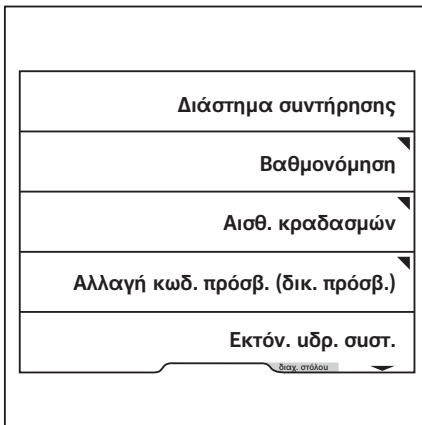 Διάστημα συντήρησης
Βαθμονόμηση
Αισθ. κραδασμών
Αλλαγή κωδ. πρόσβ. (δικ. πρόσβ.)
Εκτόν. υδρ. συστ.
διαχ. στόλου